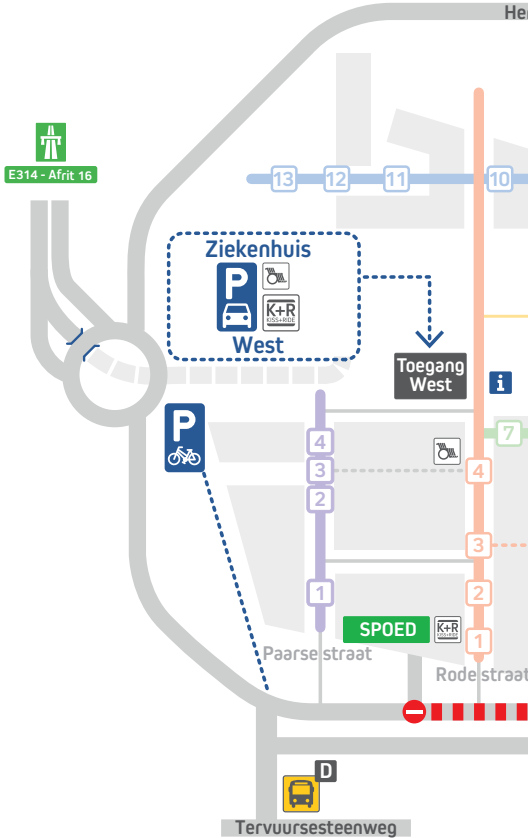 He
E314 - Afrit 16
13 12 11 10
Ziekenhuis
P
K+R
KISS+RIDE
West
Toegang
West
i
P
7
4
3
2
1
4
3
2
1
SPOED
K+R
KISS+RIDE
Paarse straat
Rode straat
D
Tervuursesteenweg